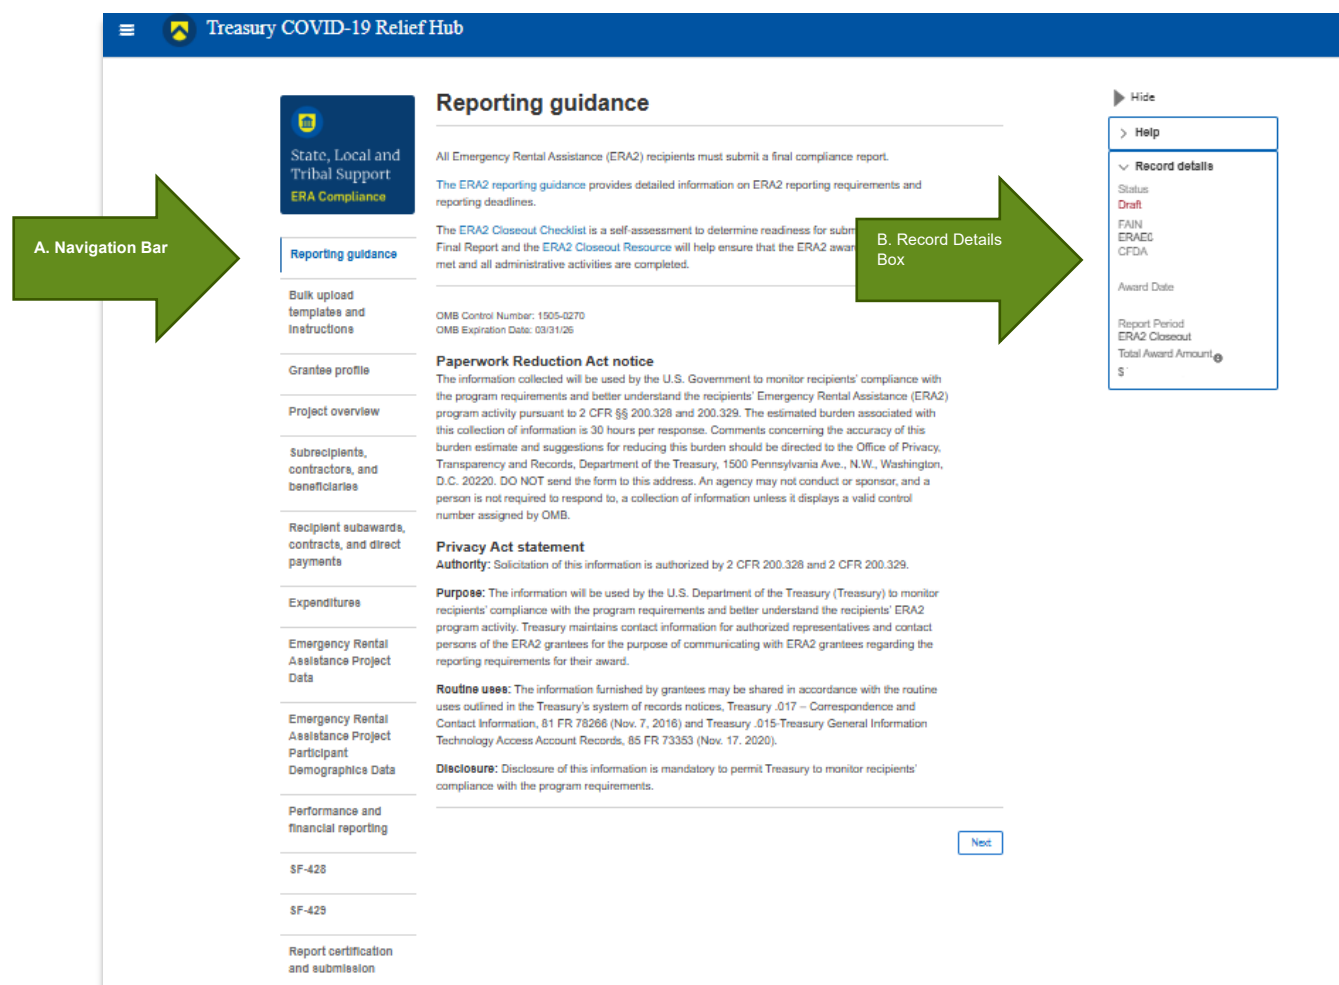 Treasury COVID-19 Relief Hub
State, Local and
Tribal Support
ERA Compliance
A. Navigation Bar
Reporting guidance
Bulk upload
templates and
instructions
Grantee profile
Project overview
Subrecipients,
contractors, and
beneficiaries
Recipient subawards,
contracts, and direct
payments
Expenditures
Emergency Rental
Assistance Project
Data
Emergency Rental
Assistance Project
Participant
Demographics Data
Performance and
financial reporting
SF-428
SF-429
Report certification
and submission
Reporting guidance
All Emergency Rental Assistance (ERA2) recipients must submit a final compliance report.
The ERA2 reporting guidance provides detailed information on ERA2 reporting requirements and
reporting deadlines.
The ERA2 Closeout Checklist is a self-assessment to determine readiness for subm
Final Report and the ERA2 Closeout Resource will help ensure that the ERA2 awar
met and all administrative activities are completed.
OMB Control Number: 1505-0270
OMB Expiration Date: 03/31/26
Paperwork Reduction Act notice
The information collected will be used by the U.S. Government to monitor recipients' compliance with
the program requirements and better understand the recipients' Emergency Rental Assistance (ERA2)
program activity pursuant to 2 CFR §§ 200.328 and 200.329. The estimated burden associated with
this collection of information is 30 hours per response. Comments concerning the accuracy of this
burden estimate and suggestions for reducing this burden should be directed to the Office of Privacy,
Transparency and Records, Department of the Treasury, 1500 Pennsylvania Ave., N.W., Washington,
D.C. 20220. DO NOT send the form to this address. An agency may not conduct or sponsor, and a
person is not required to respond to, a collection of information unless it displays a valid control
number assigned by OMB.
Privacy Act statement
Authority: Solicitation of this information is authorized by 2 CFR 200.328 and 2 CFR 200.329.
Purpose: The information will be used by the U.S. Department of the Treasury (Treasury) to monitor
recipients' compliance with the program requirements and better understand the recipients' ERA2
program activity. Treasury maintains contact information for authorized representatives and contact
persons of the ERA2 grantees for the purpose of communicating with ERA2 grantees regarding the
reporting requirements for their award.
Routine uses: The information furnished by grantees may be shared in accordance with the routine
uses outlined in the Treasury's system of records notices, Treasury .017 – Correspondence and
Contact Information, 81 FR 78266 (Nov. 7, 2016) and Treasury .015-Treasury General Information
Technology Access Account Records, 85 FR 73353 (Nov. 17. 2020).
Disclosure: Disclosure of this information is mandatory to permit Treasury to monitor recipients'
compliance with the program requirements.
Next
B. Record Details
Box
Hide
Help
Record details
Status
Draft
FAIN
CFDA
Award Date
Report Period
ERA2 Closeout
Total Award Amount
$